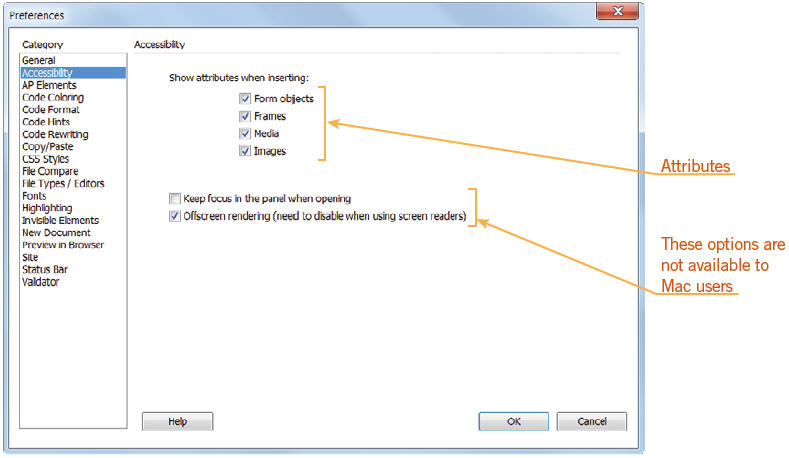 Preferences
Category
Accessibility
General
Accessibility
AP Elements
Code Coloring
Code Format
Code Hints
Code Rewriting
Copy/Paste
CSS Styles
File Compare
File Types / Editors
Fonts
Highlighting
Invisible Elements
New Document
Preview in Browser
Site
Status Bar
Validator
Show attributes when inserting:
Form objects
Frames
Media
Images
Keep focus in the panel when opening
Offscreen rendering (need to disable when using screen readers)
Help
OK
Cancel
Attributes
These options are
not available to
Mac users